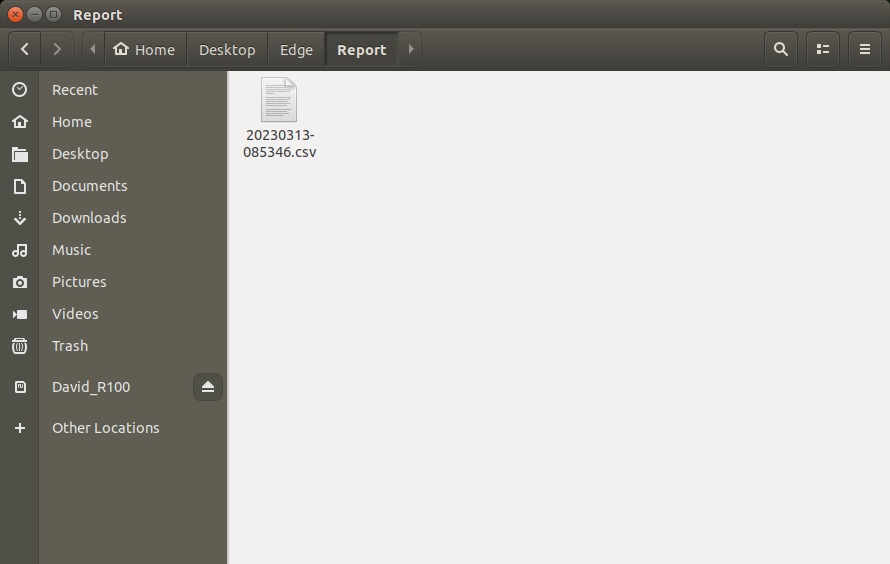 Report
Home
Desktop
Edge
Report
Recent
Home
Desktop
Documents
Downloads
Music
Pictures
Videos
Trash
David_R100
Other Locations
20230313-
085346.csv